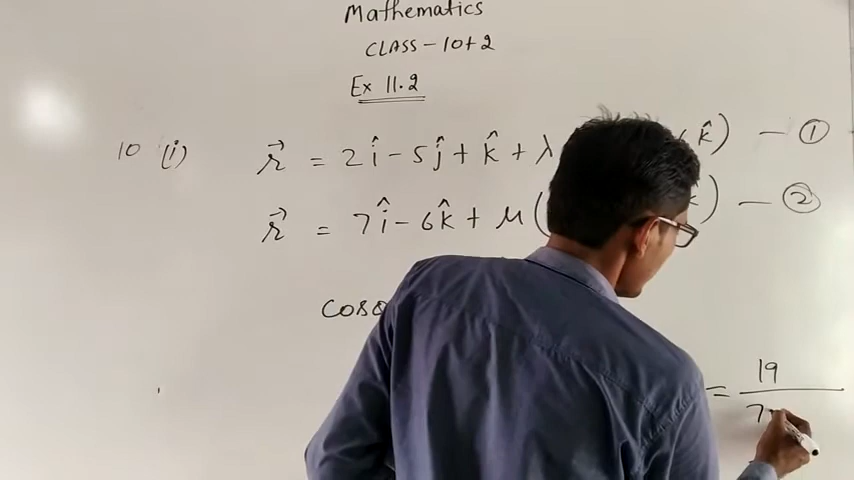 Mathematics
CLASS - 10+2
Ex 11.2
10 (i) r⃗ = 2î - 5ĵ + k̂ + λ k̂) - ①
r⃗ = 7î - 6k̂ + μ( k̂) - ②
cosθ
= 19
7